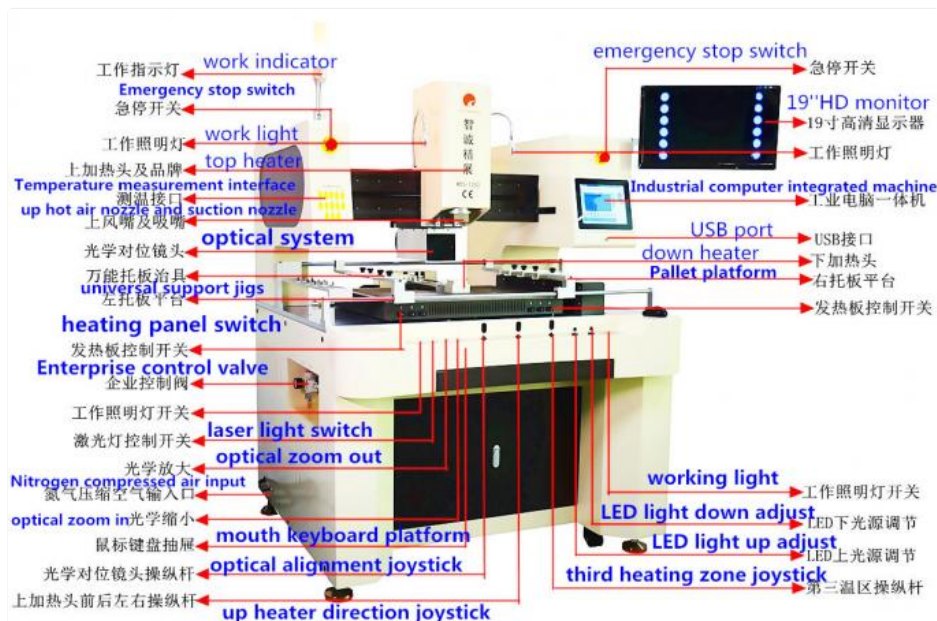 工作指示灯
work indicator
Emergency stop switch
急停开关
工作照明灯
work light
上加热头及品牌
top heater
Temperature measurement interface
测温接口
up hot air nozzle and suction nozzle
上风嘴及吸嘴
optical system
光学对位镜头
万能托板治具
universal support jigs
左托板平台
heating panel switch
发热板控制开关
Enterprise control valve
企业控制阀
工作照明灯开关
激光灯控制开关
laser light switch
光学放大
optical zoom out
Nitrogen compressed air input
氮气压缩空气输入口
optical zoom in
光学缩小
鼠标键盘抽屉
mouth keyboard platform
光学对位镜头操纵杆
optical alignment joystick
上加热头前后左右操纵杆
up heater direction joystick
智诚精展
emergency stop switch
急停开关
19''HD monitor
19寸高清显示器
工作照明灯
Industrial computer integrated machine
工业电脑一体机
USB port
USB接口
down heater
下加热头
Pallet platform
右托板平台
发热板控制开关
working light
工作照明灯开关
LED light down adjust
LED下光源调节
LED light up adjust
LED上光源调节
third heating zone joystick
第三温区操纵杆